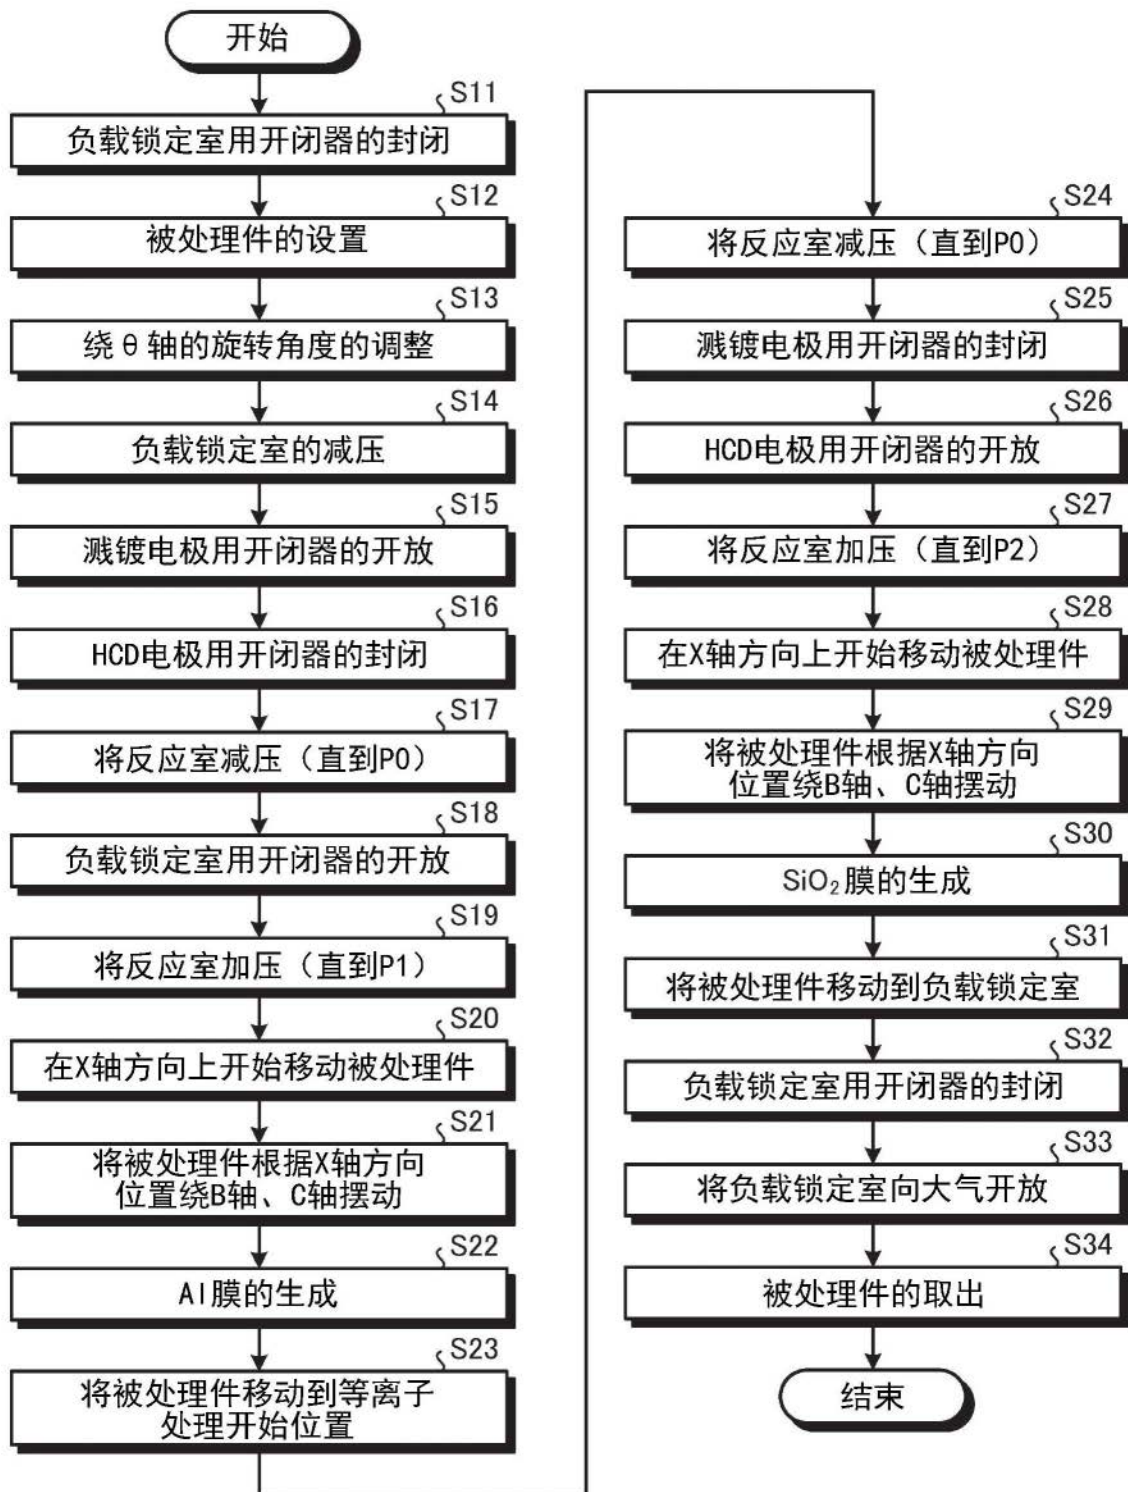 开始
S11
负载锁定室用开闭器的封闭
S12
被处理件的设置
S13
绕θ轴的旋转角度的调整
S14
负载锁定室的减压
S15
溅镀电极用开闭器的开放
S16
HCD电极用开闭器的封闭
S17
将反应室减压（直到P0）
S18
负载锁定室用开闭器的开放
S19
将反应室加压（直到P1）
S20
在X轴方向上开始移动被处理件
S21
将被处理件根据X轴方向
位置绕B轴、C轴摆动
S22
Al膜的生成
S23
将被处理件移动到等离子
处理开始位置
S24
将反应室减压（直到P0）
S25
溅镀电极用开闭器的封闭
S26
HCD电极用开闭器的开放
S27
将反应室加压（直到P2）
S28
在X轴方向上开始移动被处理件
S29
将被处理件根据X轴方向
位置绕B轴、C轴摆动
S30
SiO₂膜的生成
S31
将被处理件移动到负载锁定室
S32
负载锁定室用开闭器的封闭
S33
将负载锁定室向大气开放
S34
被处理件的取出
结束